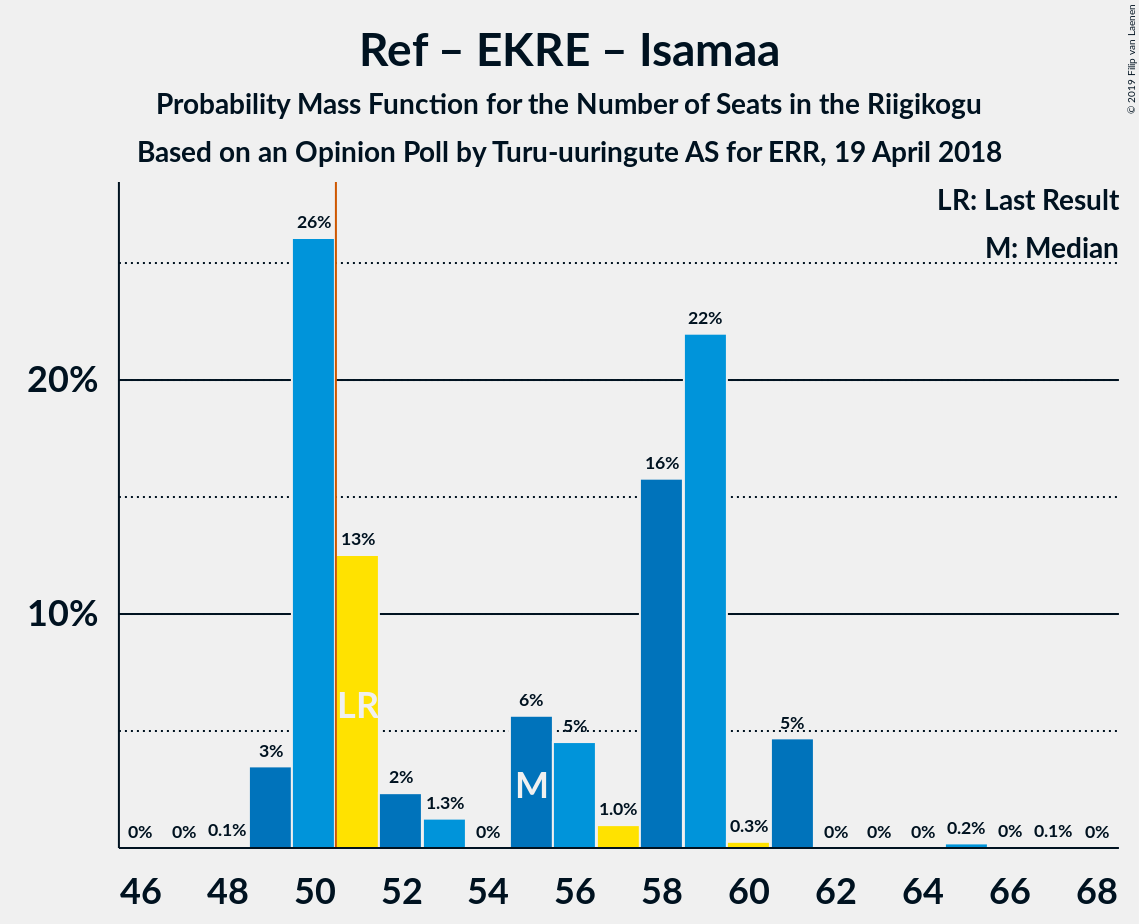 Ref – EKRE – Isamaa
Probability Mass Function for the Number of Seats in the Riigikogu
Based on an Opinion Poll by Turu-uuringute AS for ERR, 19 April 2018
© 2019 Filip van Laenen
LR: Last Result
M: Median
20%
10%
0%
0%
0.1%
3%
26%
13%
2%
1.3%
0%
6%
5%
1.0%
16%
22%
0.3%
5%
0%
0%
0%
0.2%
0%
0.1%
0%
LR
M
46 48 50 52 54 56 58 60 62 64 66 68